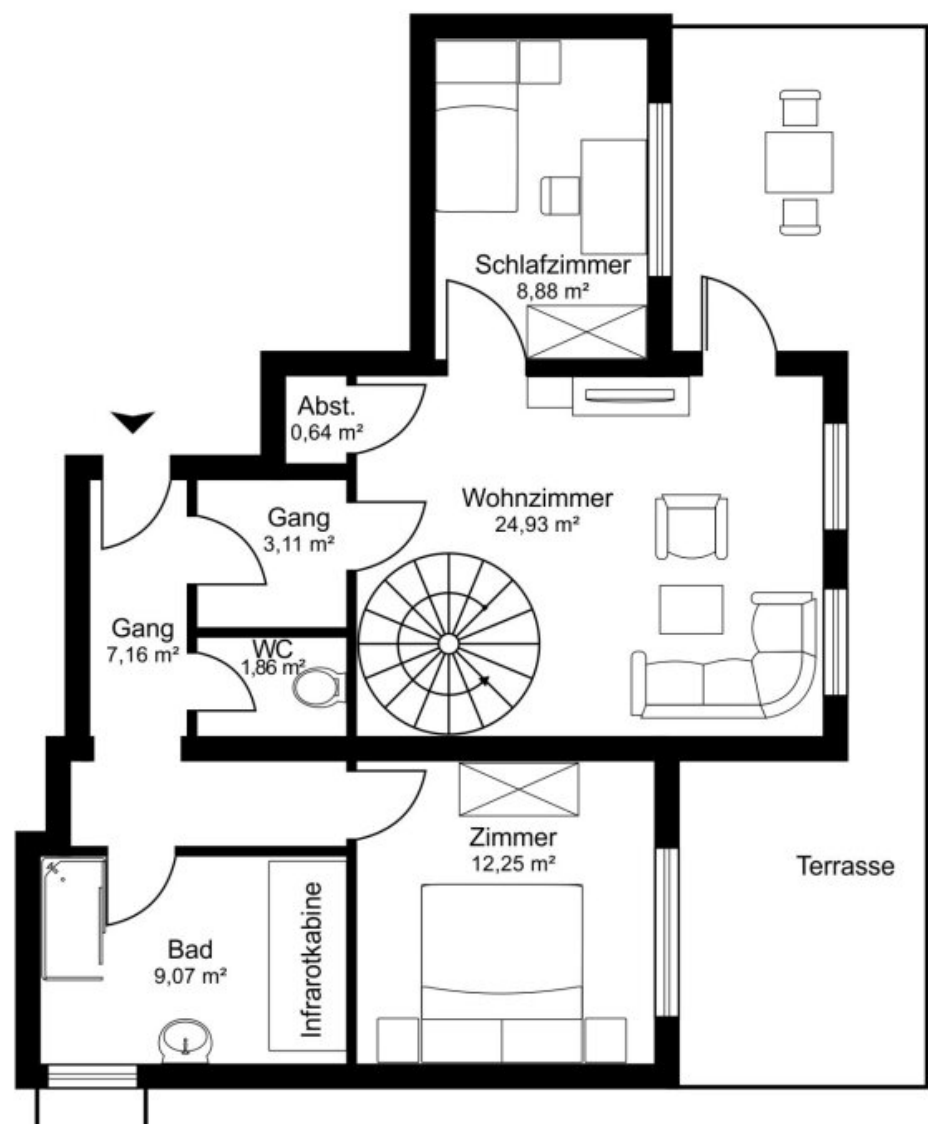 Schlafzimmer
8,88 m²
Abst.
0,64 m²
Wohnzimmer
24,93 m²
Gang
3,11 m²
Gang
7,16 m²
WC
1,86 m²
Zimmer
12,25 m²
Terrasse
Bad
9,07 m²
Infrarotkabine